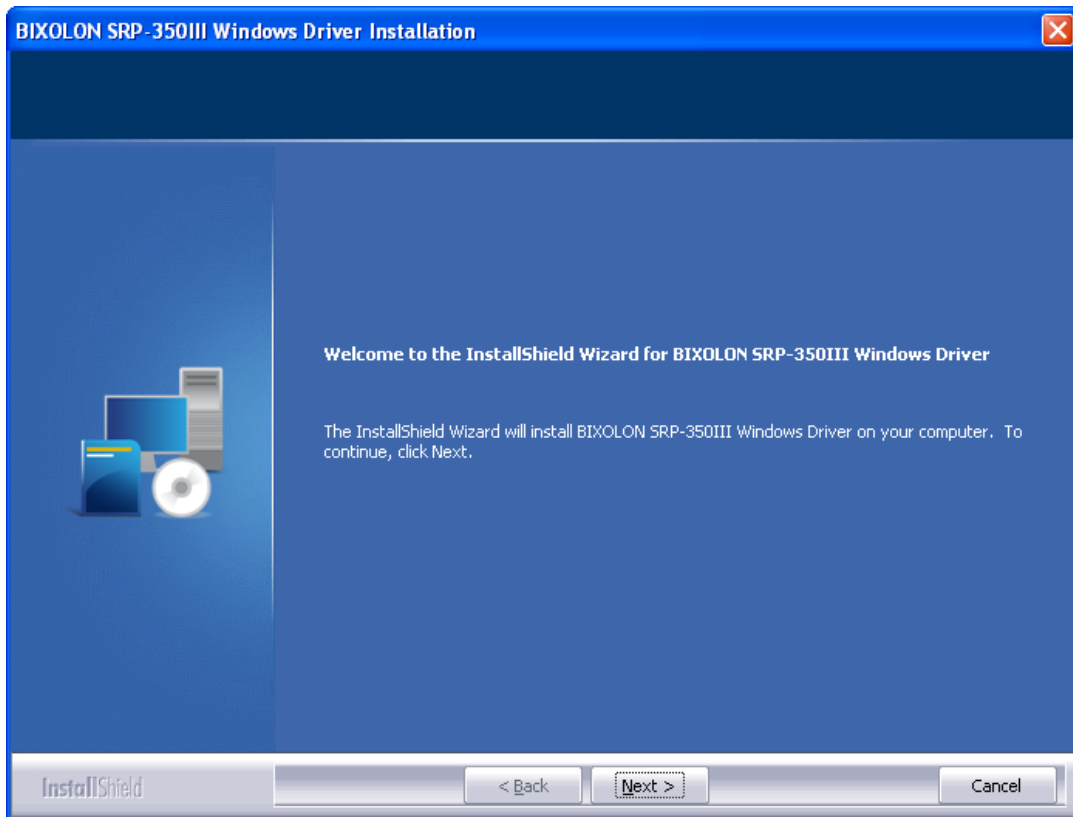 BIXOLON SRP-350III Windows Driver Installation
Welcome to the InstallShield Wizard for BIXOLON SRP-350III Windows Driver
The InstallShield Wizard will install BIXOLON SRP-350III Windows Driver on your computer. To
continue, click Next.
InstallShield
< Back
Next >
Cancel